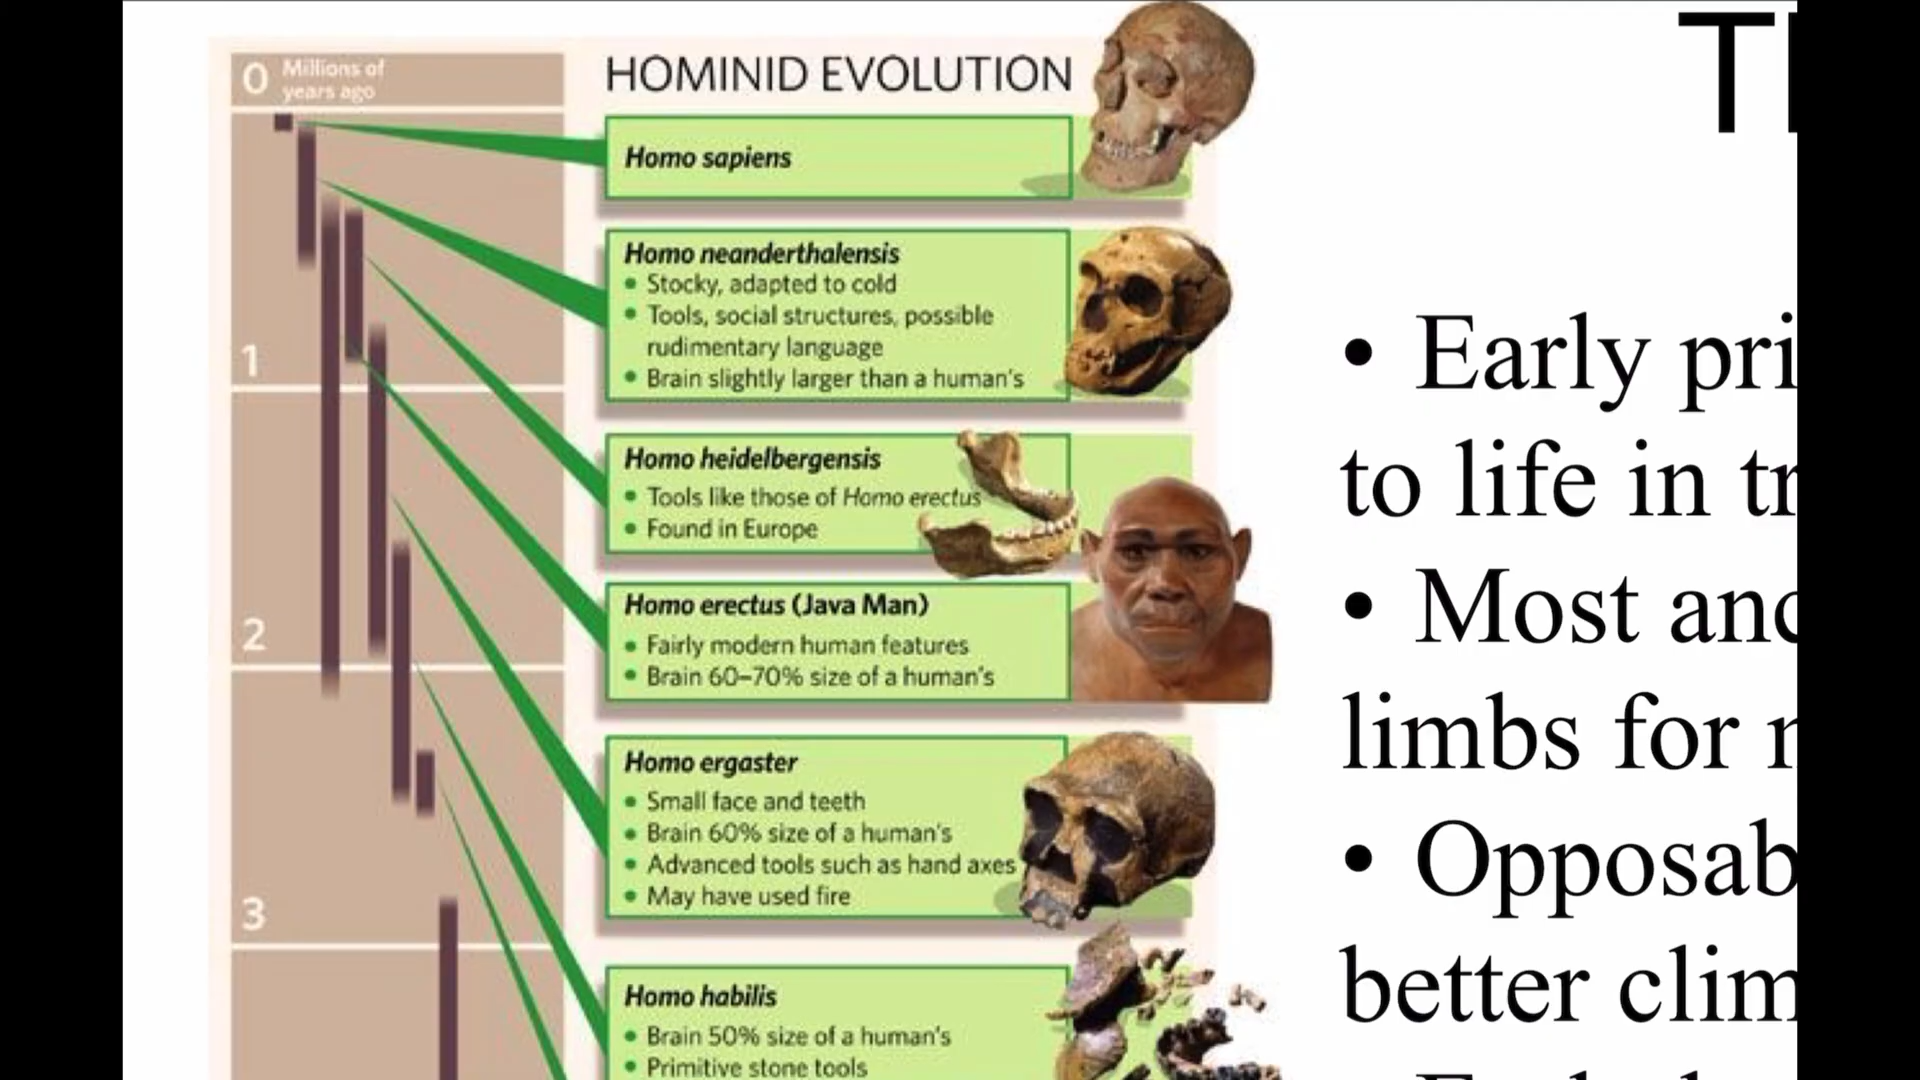 0 Millions of
years ago
1
2
3
HOMINID EVOLUTION
Homo sapiens
Homo neanderthalensis
• Stocky, adapted to cold
• Tools, social structures, possible
rudimentary language
• Brain slightly larger than a human's
Homo heidelbergensis
• Tools like those of Homo erectus
• Found in Europe
Homo erectus (Java Man)
• Fairly modern human features
• Brain 60–70% size of a human's
Homo ergaster
• Small face and teeth
• Brain 60% size of a human's
• Advanced tools such as hand axes
• May have used fire
Homo habilis
• Brain 50% size of a human's
• Primitive stone tools
• Early pri
to life in tr
• Most anc
limbs for
• Opposab
better clim